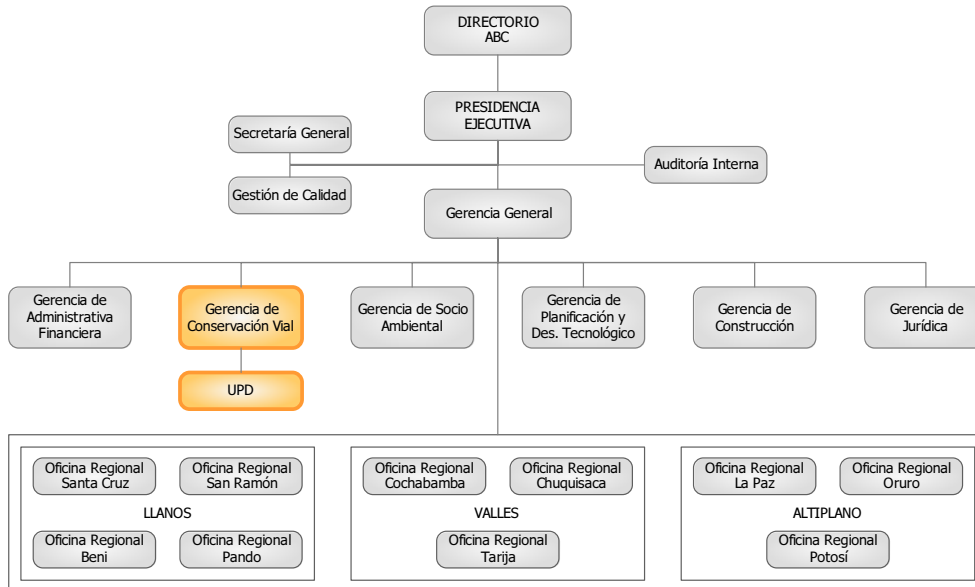 DIRECTORIO
ABC
PRESIDENCIA
EJECUTIVA
Secretaría General
Auditoría Interna
Gestión de Calidad
Gerencia General
Gerencia de
Administrativa
Financiera
Gerencia de
Conservación Vial
Gerencia de Socio
Ambiental
Gerencia de
Planificación y
Des. Tecnológico
Gerencia de
Construcción
Gerencia de
Jurídica
UPD
Oficina Regional
Santa Cruz
Oficina Regional
San Ramón
LLANOS
Oficina Regional
Beni
Oficina Regional
Pando
Oficina Regional
Cochabamba
Oficina Regional
Chuquisaca
VALLES
Oficina Regional
Tarija
Oficina Regional
La Paz
Oficina Regional
Oruro
ALTIPLANO
Oficina Regional
Potosí